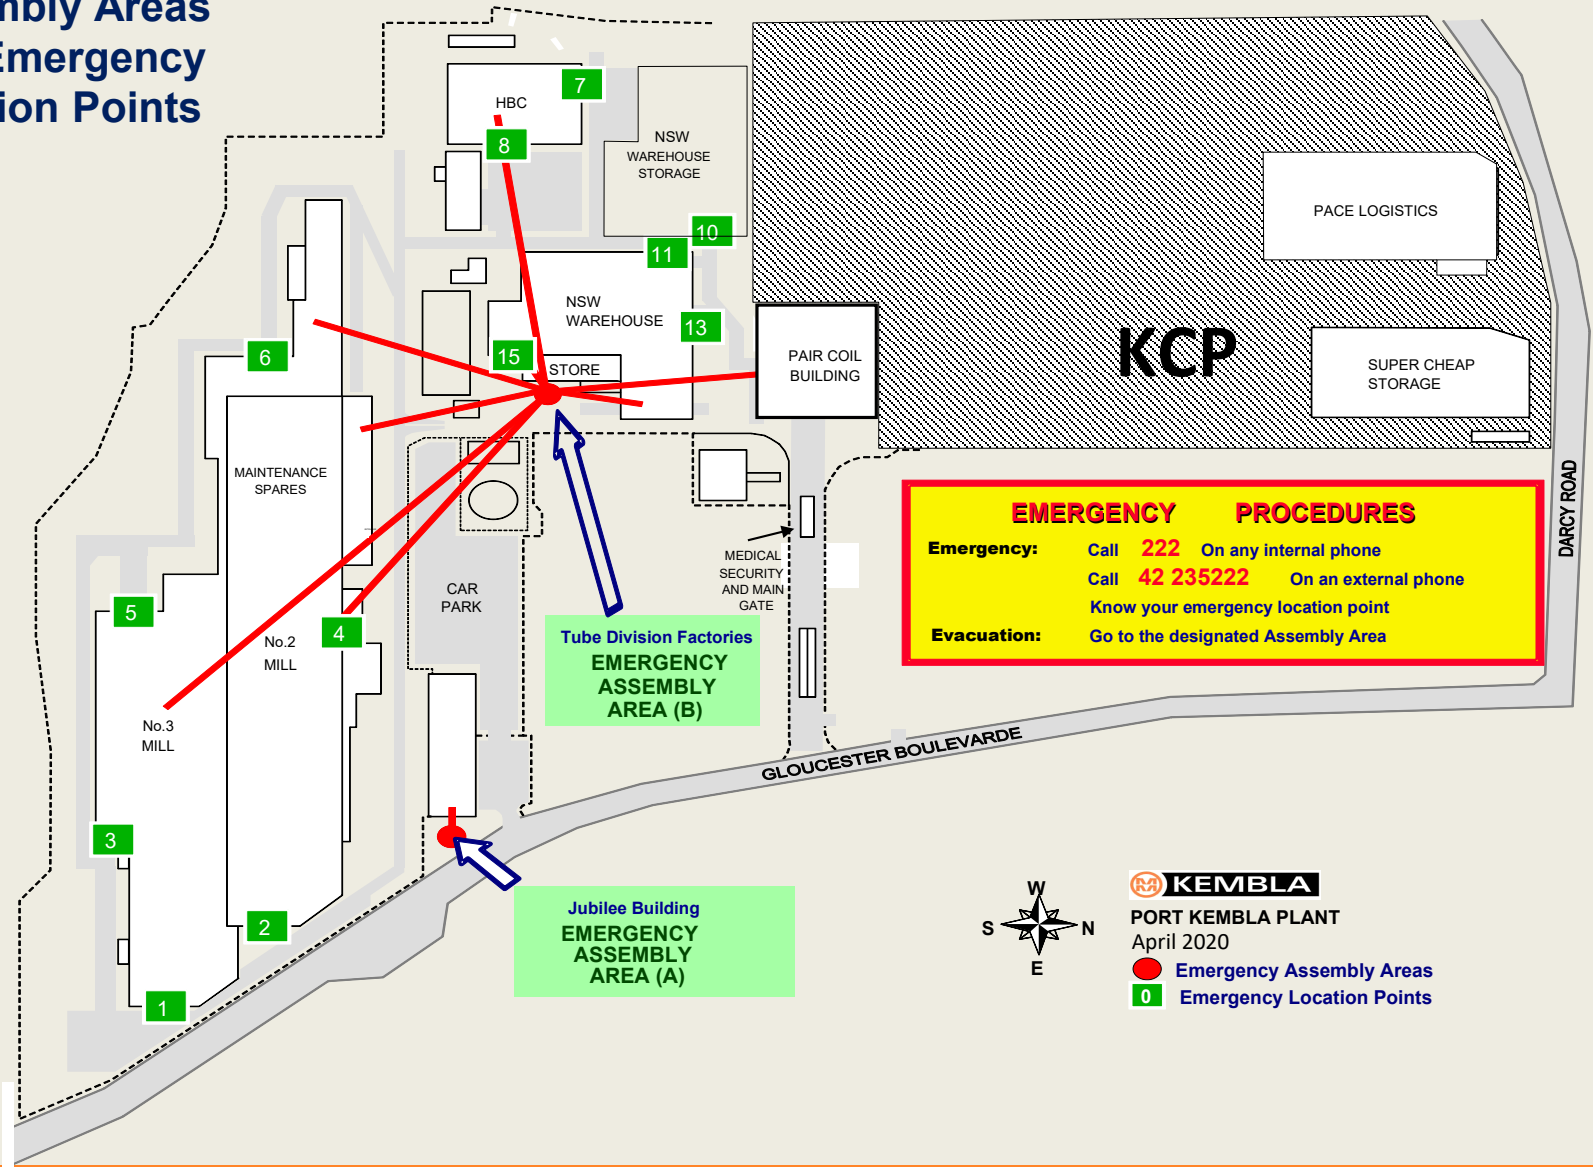 mbly Areas
Emergency
ion Points
7
HBC
8
NSW
WAREHOUSE
STORAGE
10
11
NSW
WAREHOUSE
13
15
STORE
PAIR COIL
BUILDING
PACE LOGISTICS
KCP
SUPER CHEAP
STORAGE
6
MAINTENANCE
SPARES
5
4
No.2
MILL
No.3
MILL
3
2
1
CAR
PARK
MEDICAL
SECURITY
AND MAIN
GATE
DARCY ROAD
EMERGENCY PROCEDURES
Emergency: Call 222 On any internal phone
Call 42 235222 On an external phone
Know your emergency location point
Evacuation: Go to the designated Assembly Area
Tube Division Factories
EMERGENCY
ASSEMBLY
AREA (B)
GLOUCESTER BOULEVARDE
Jubilee Building
EMERGENCY
ASSEMBLY
AREA (A)
W
S N
E
KEMBLA
PORT KEMBLA PLANT
April 2020
Emergency Assembly Areas
0 Emergency Location Points